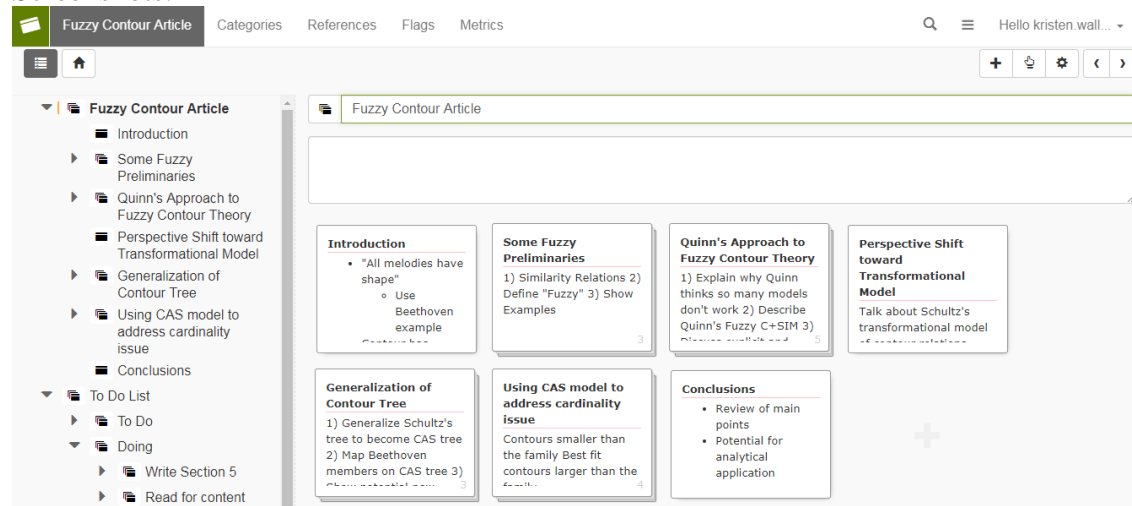 Fuzzy Contour Article Categories References Flags Metrics Hello kristen.wall...
Fuzzy Contour Article
Introduction
Some Fuzzy
Preliminaries
Quinn's Approach to
Fuzzy Contour Theory
Perspective Shift toward
Transformational Model
Generalization of
Contour Tree
Using CAS model to
address cardinality
issue
Conclusions
To Do List
To Do
Doing
Write Section 5
Read for content
Fuzzy Contour Article
Introduction
• "All melodies have
shape"
Use
Beethoven
example
Some Fuzzy
Preliminaries
1) Similarity Relations 2)
Define "Fuzzy" 3) Show
Examples
3
Quinn's Approach to
Fuzzy Contour Theory
1) Explain why Quinn
thinks so many models
don't work 2) Describe
Quinn's Fuzzy C+SIM 3)
5
Perspective Shift
toward
Transformational
Model
Talk about Schultz's
transformational model
Generalization of
Contour Tree
1) Generalize Schultz's
tree to become CAS tree
2) Map Beethoven
members on CAS tree 3)
3
Using CAS model to
address cardinality
issue
Contours smaller than
the family Best fit
contours larger than the
4
Conclusions
• Review of main
points
• Potential for
analytical
application